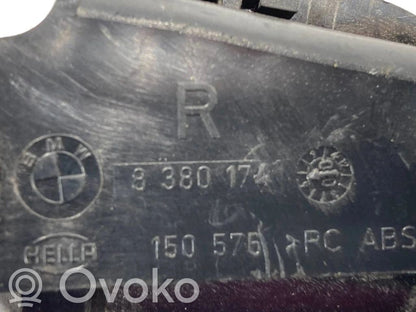 R
BMW
8 380 174
HELLA
150 576 >PC ABS
Ovoko